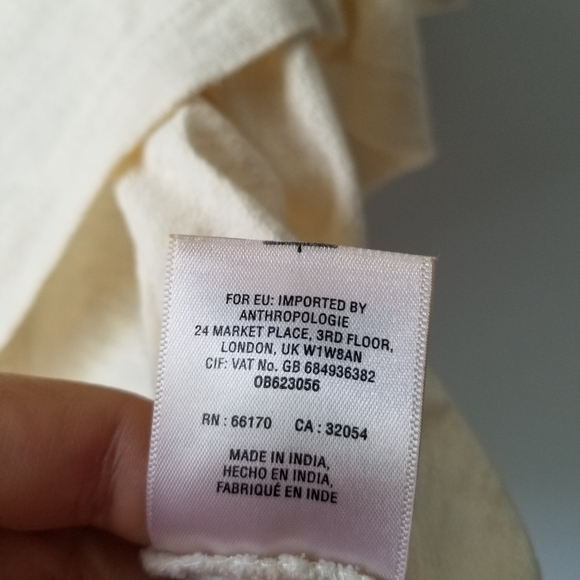 FOR EU: IMPORTED BY
ANTHROPOLOGIE
24 MARKET PLACE, 3RD FLOOR,
LONDON, UK W1W8AN
CIF: VAT No. GB 684936382
OB623056
RN : 66170 CA : 32054
MADE IN INDIA,
HECHO EN INDIA,
FABRIQUÉ EN INDE